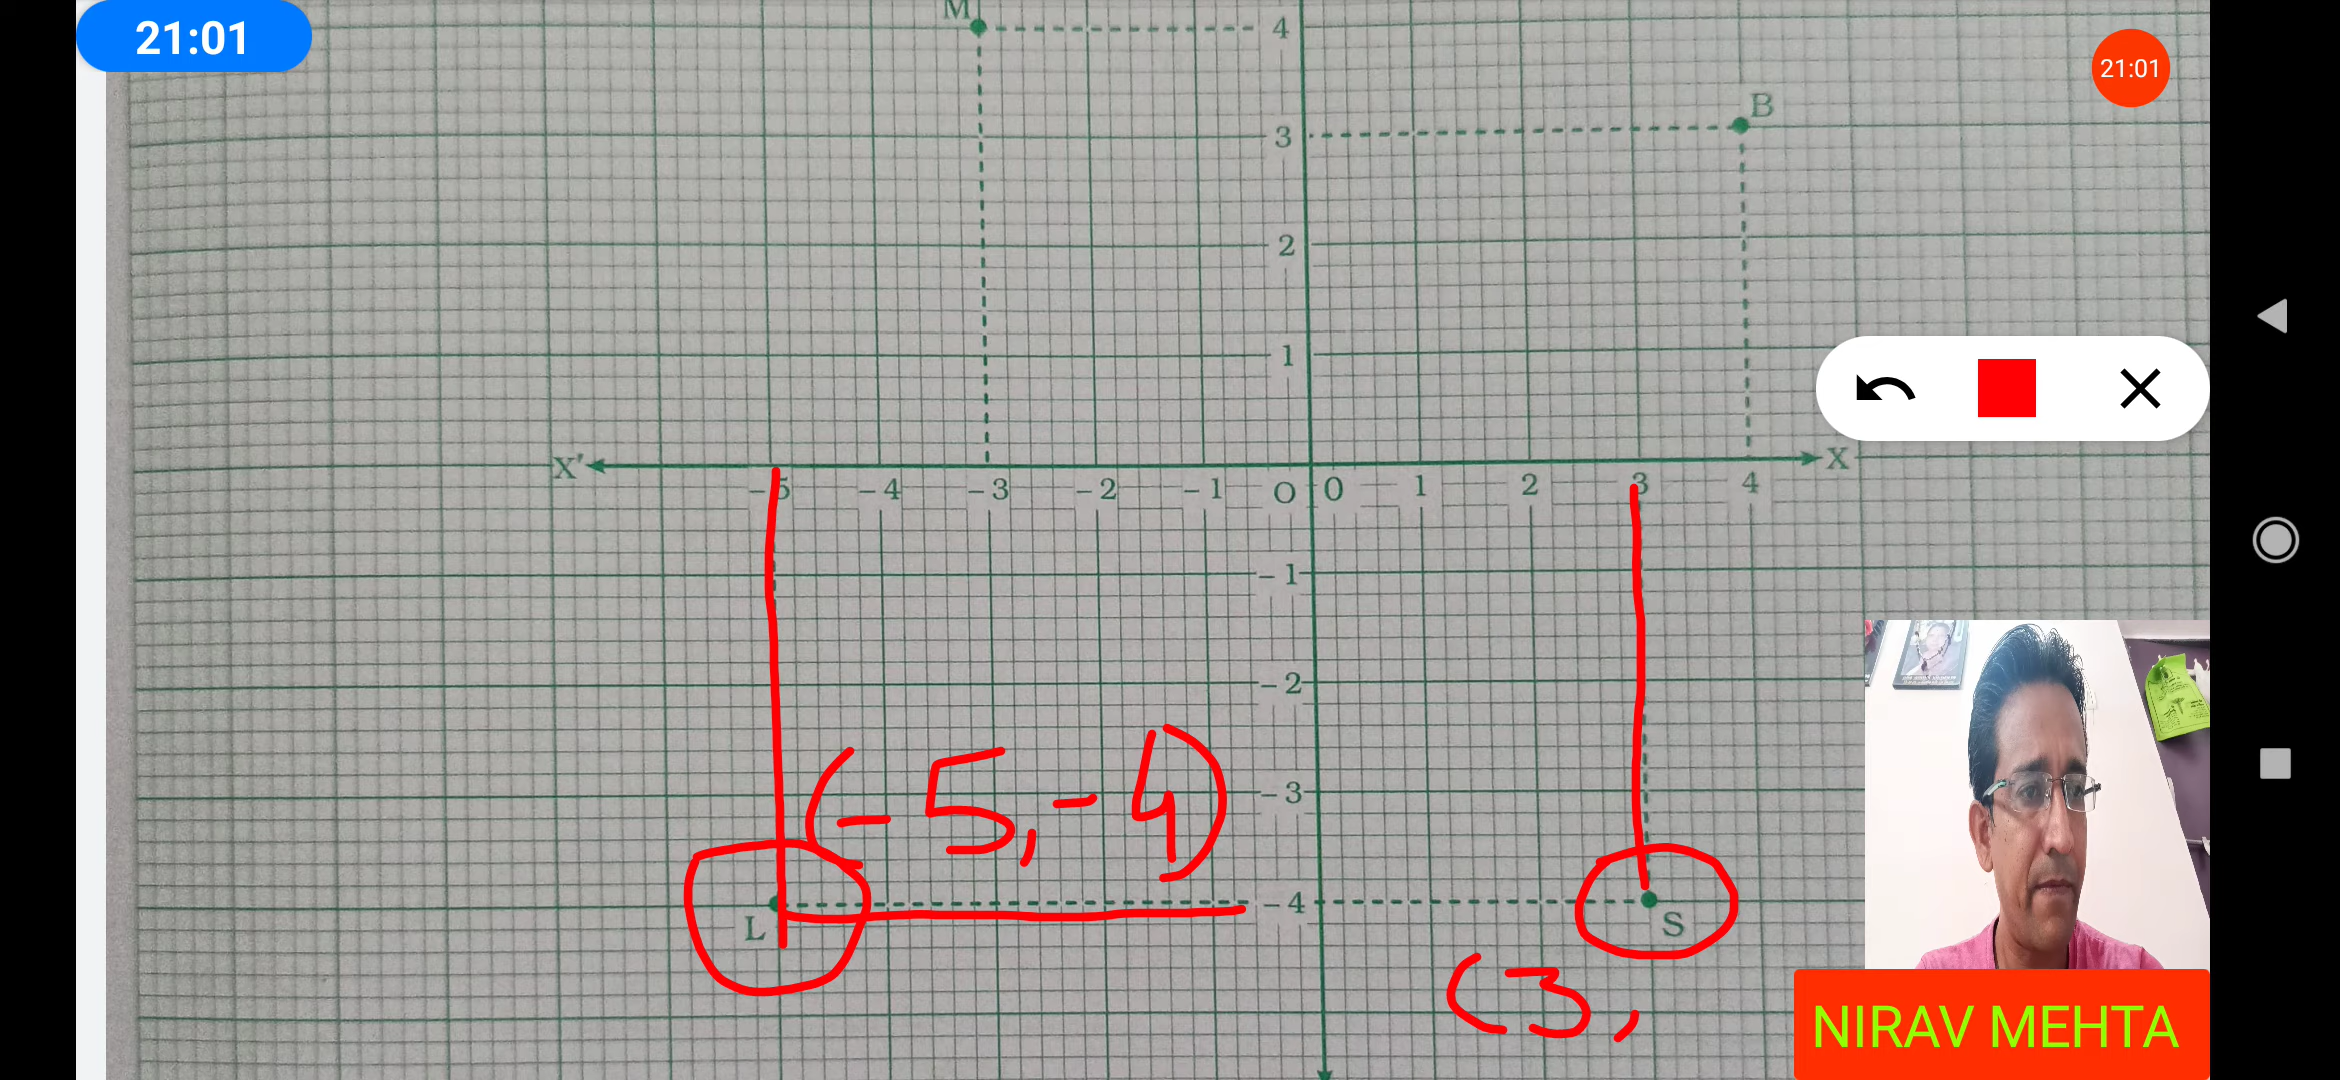 21:01
M
4
21:01
B
3
2
1
X' X
-5 -4 -3 -2 -1 O 0 1 2 3 4
-1
-2
-3
(-5,-4)
-4
L S
(3,
NIRAV MEHTA